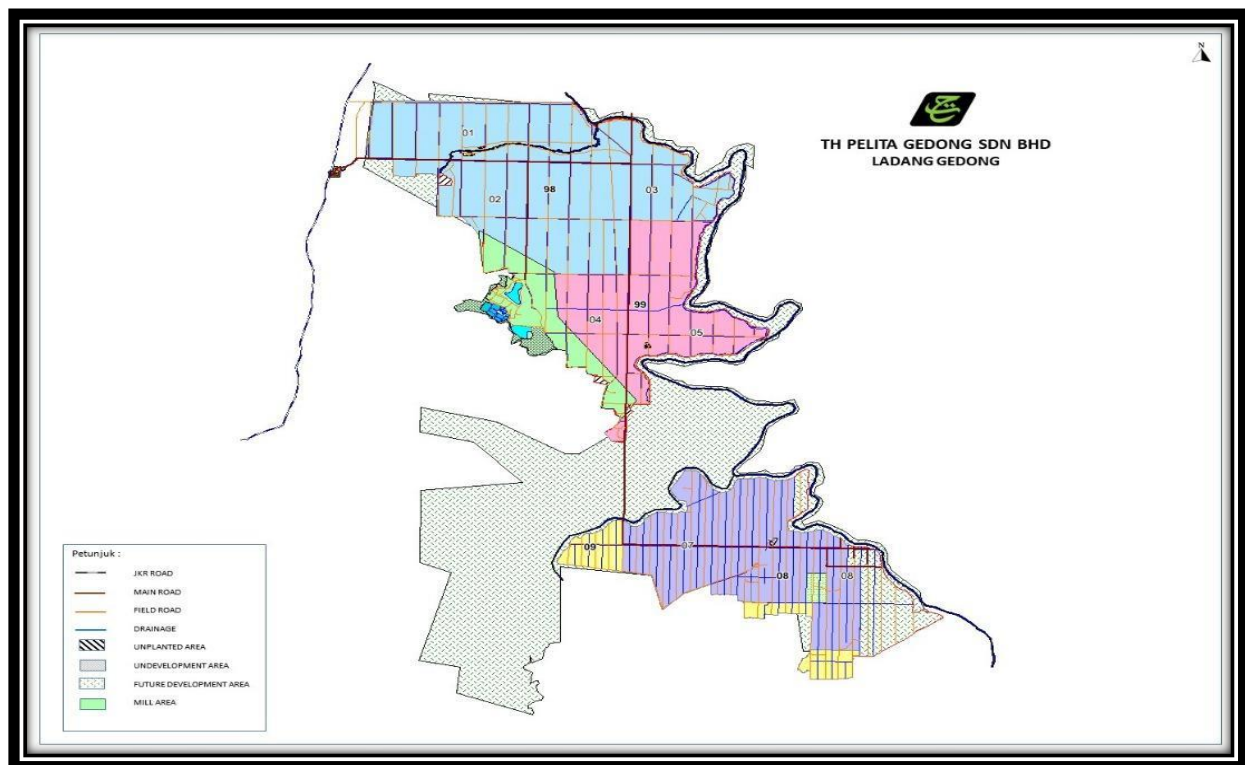 N
TH PELITA GEDONG SDN BHD
LADANG GEDONG
01
02
98
03
99
04
05
09
07
08
08
Petunjuk :
JKR ROAD
MAIN ROAD
FIELD ROAD
DRAINAGE
UNPLANTED AREA
UNDEVELOPMENT AREA
FUTURE DEVELOPMENT AREA
MILL AREA